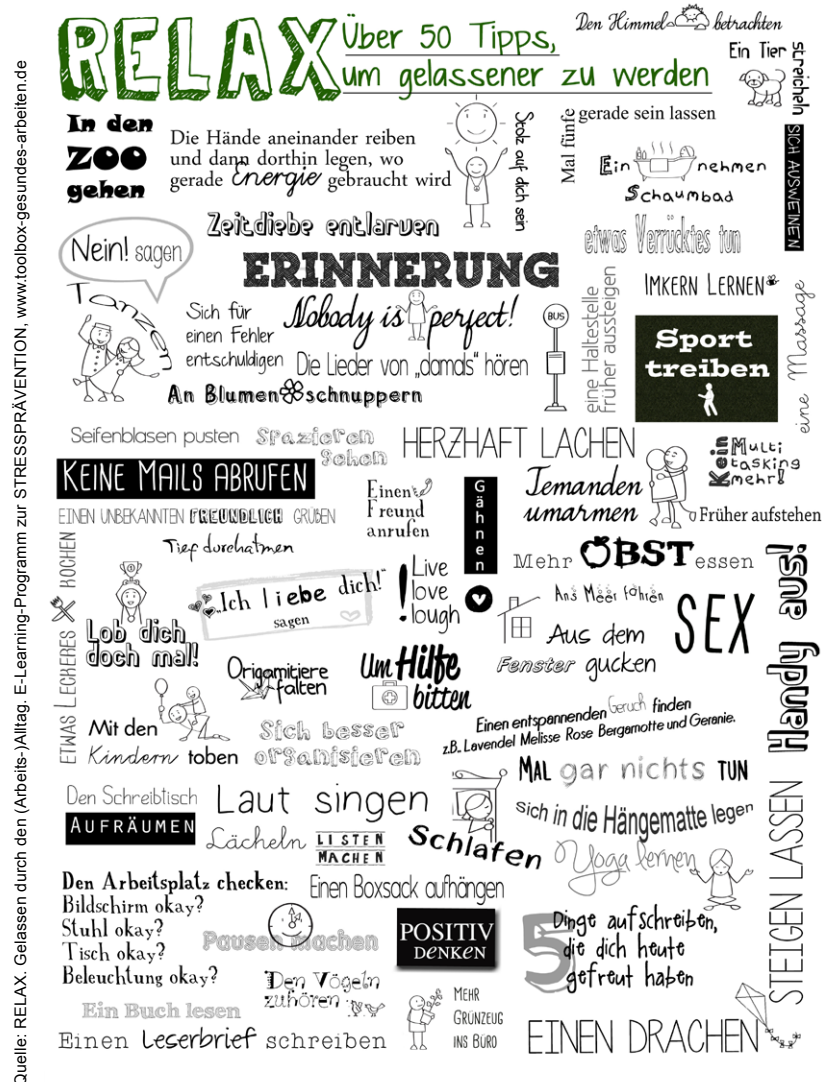 RELAX
Über 50 Tipps,
um gelassener zu werden
Den Himmel betrachten
Ein Tier
streicheln
In den
ZOO
gehen
Die Hände aneinander reiben
und dann dorthin legen, wo
gerade Energie gebraucht wird
Stolz auf dich sein
Mal fünfe
gerade sein lassen
Ein nehmen
Schaumbad
SICH AUSWEINEN
Zeitdiebe entlarven
etwas Verrücktes tun
Nein! sagen
ERINNERUNG
IMKERN LERNEN
Tanzen
Sich für
einen Fehler
entschuldigen
Nobody is perfect!
BUS
eine Haltestelle
früher aussteigen
Sport
treiben
eine Massage
Die Lieder von „damals“ hören
An Blumen schnuppern
Seifenblasen pusten
Spazieren
Gehen
HERZHAFT LACHEN
Kein Multi
tasking
mehr!
KEINE MAILS ABRUFEN
Einen
Freund
anrufen
Gähnen
Jemanden
umarmen
Früher aufstehen
EINEN UNBEKANNTEN FREUNDLICH GRÜßEN
Tief durchatmen
Mehr ÖBST essen
Handy aus!
ETWAS LECKERES KOCHEN
Lob dich
doch mal!
„Ich liebe dich!“
sagen
! Live
love
lough
Ans Meer fahren
SEX
Aus dem
Fenster gucken
Origamitiere
falten
Um Hilfe
bitten
Mit den
Kindern toben
Sich besser
organisieren
Einen entspannenden Geruch finden
z.B. Lavendel Melisse Rose Bergamotte und Geranie.
MAL gar nichts TUN
Den Schreibtisch
AUFRÄUMEN
Laut singen
Sich in die Hängematte legen
Lächeln
LISTEN
MACHEN
Schlafen
Yoga lernen
Den Arbeitsplatz checken:
Bildschirm okay?
Stuhl okay?
Tisch okay?
Beleuchtung okay?
Einen Boxsack aufhängen
Pausen machen
POSITIV
DENKEN
5 Dinge aufschreiben,
die dich heute
gefreut haben
Den Vögeln
zuhören
Ein Buch lesen
MEHR
GRÜNZEUG
INS BÜRO
Einen Leserbrief schreiben
EINEN DRACHEN
STEIGEN LASSEN
Quelle: RELAX. Gelassen durch den (Arbeits-)Alltag. E-Learning-Programm zur STRESSPRÄVENTION, www.toolbox-gesundes-arbeiten.de